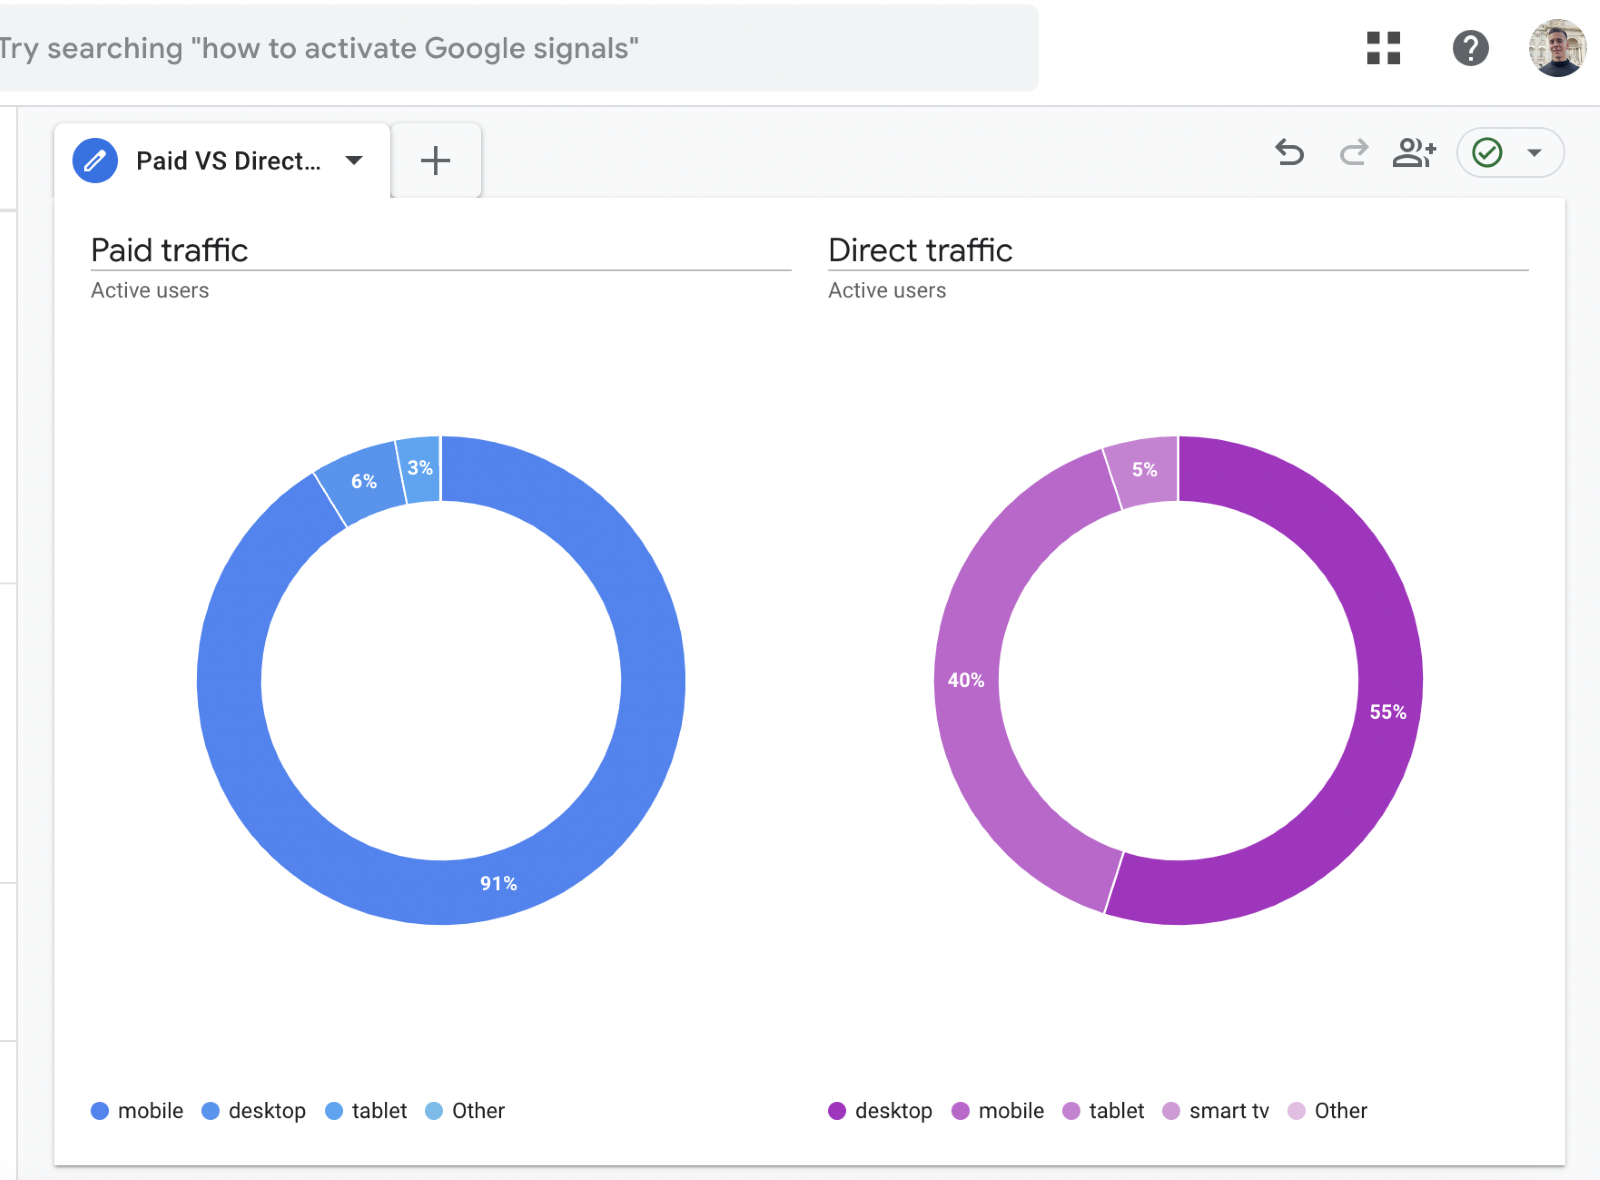 Try searching "how to activate Google signals"
?
Paid VS Direct...
Paid traffic
Active users
3%
6%
91%
mobile desktop tablet Other
Direct traffic
Active users
5%
40%
55%
desktop mobile tablet smart tv Other